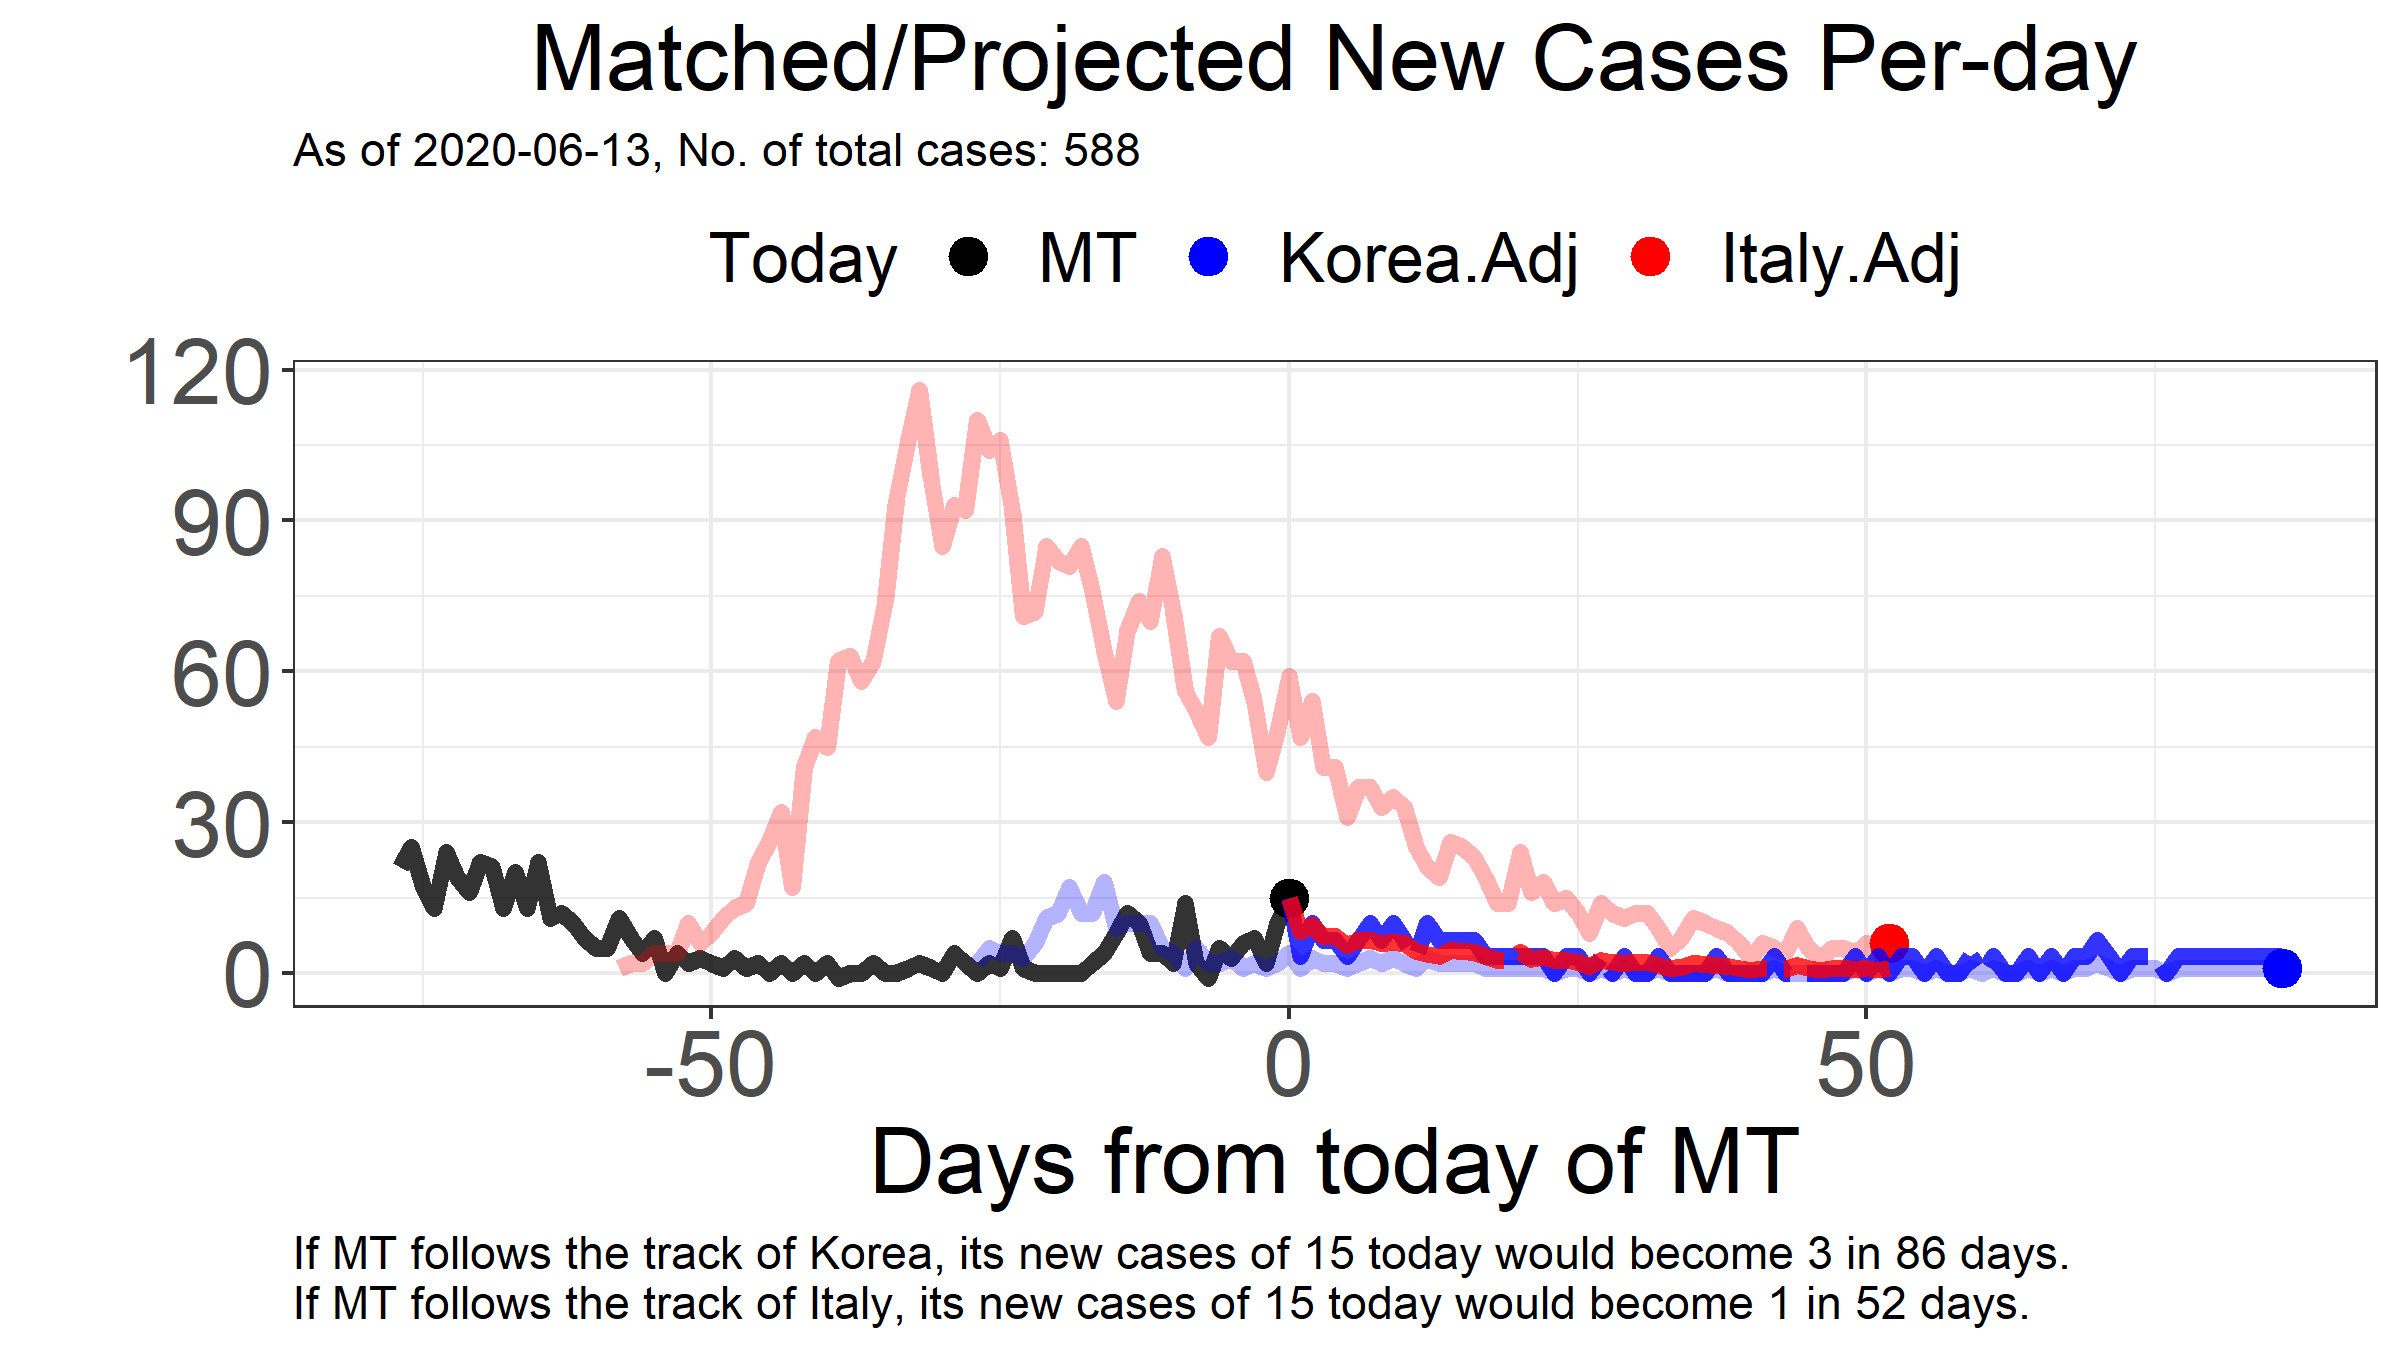 Matched/Projected New Cases Per-day
As of 2020-06-13, No. of total cases: 588
Today MT Korea.Adj Italy.Adj
120
90
60
30
0
-50 0 50
Days from today of MT
If MT follows the track of Korea, its new cases of 15 today would become 3 in 86 days.
If MT follows the track of Italy, its new cases of 15 today would become 1 in 52 days.